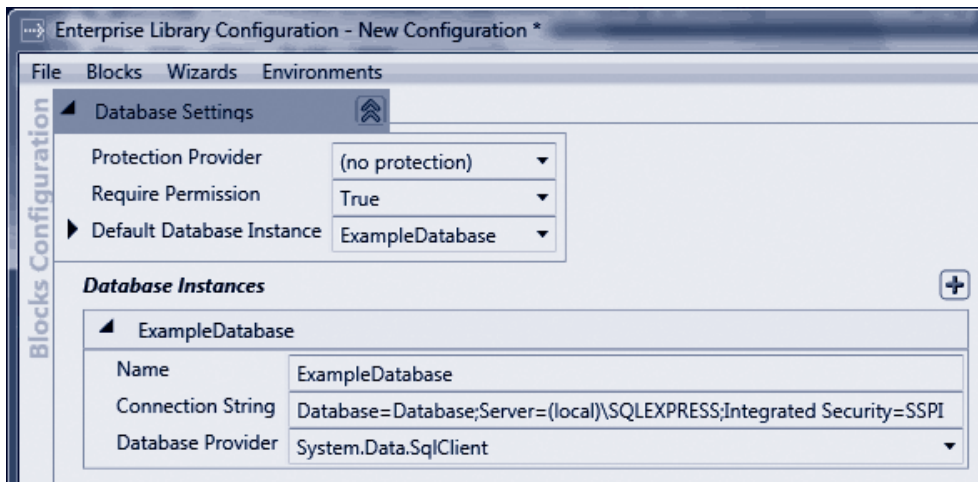 Enterprise Library Configuration - New Configuration *
File Blocks Wizards Environments
Blocks Configuration
Database Settings
Protection Provider (no protection)
Require Permission True
Default Database Instance ExampleDatabase
Database Instances
ExampleDatabase
Name ExampleDatabase
Connection String Database=Database;Server=(local)\SQLEXPRESS;Integrated Security=SSPI
Database Provider System.Data.SqlClient